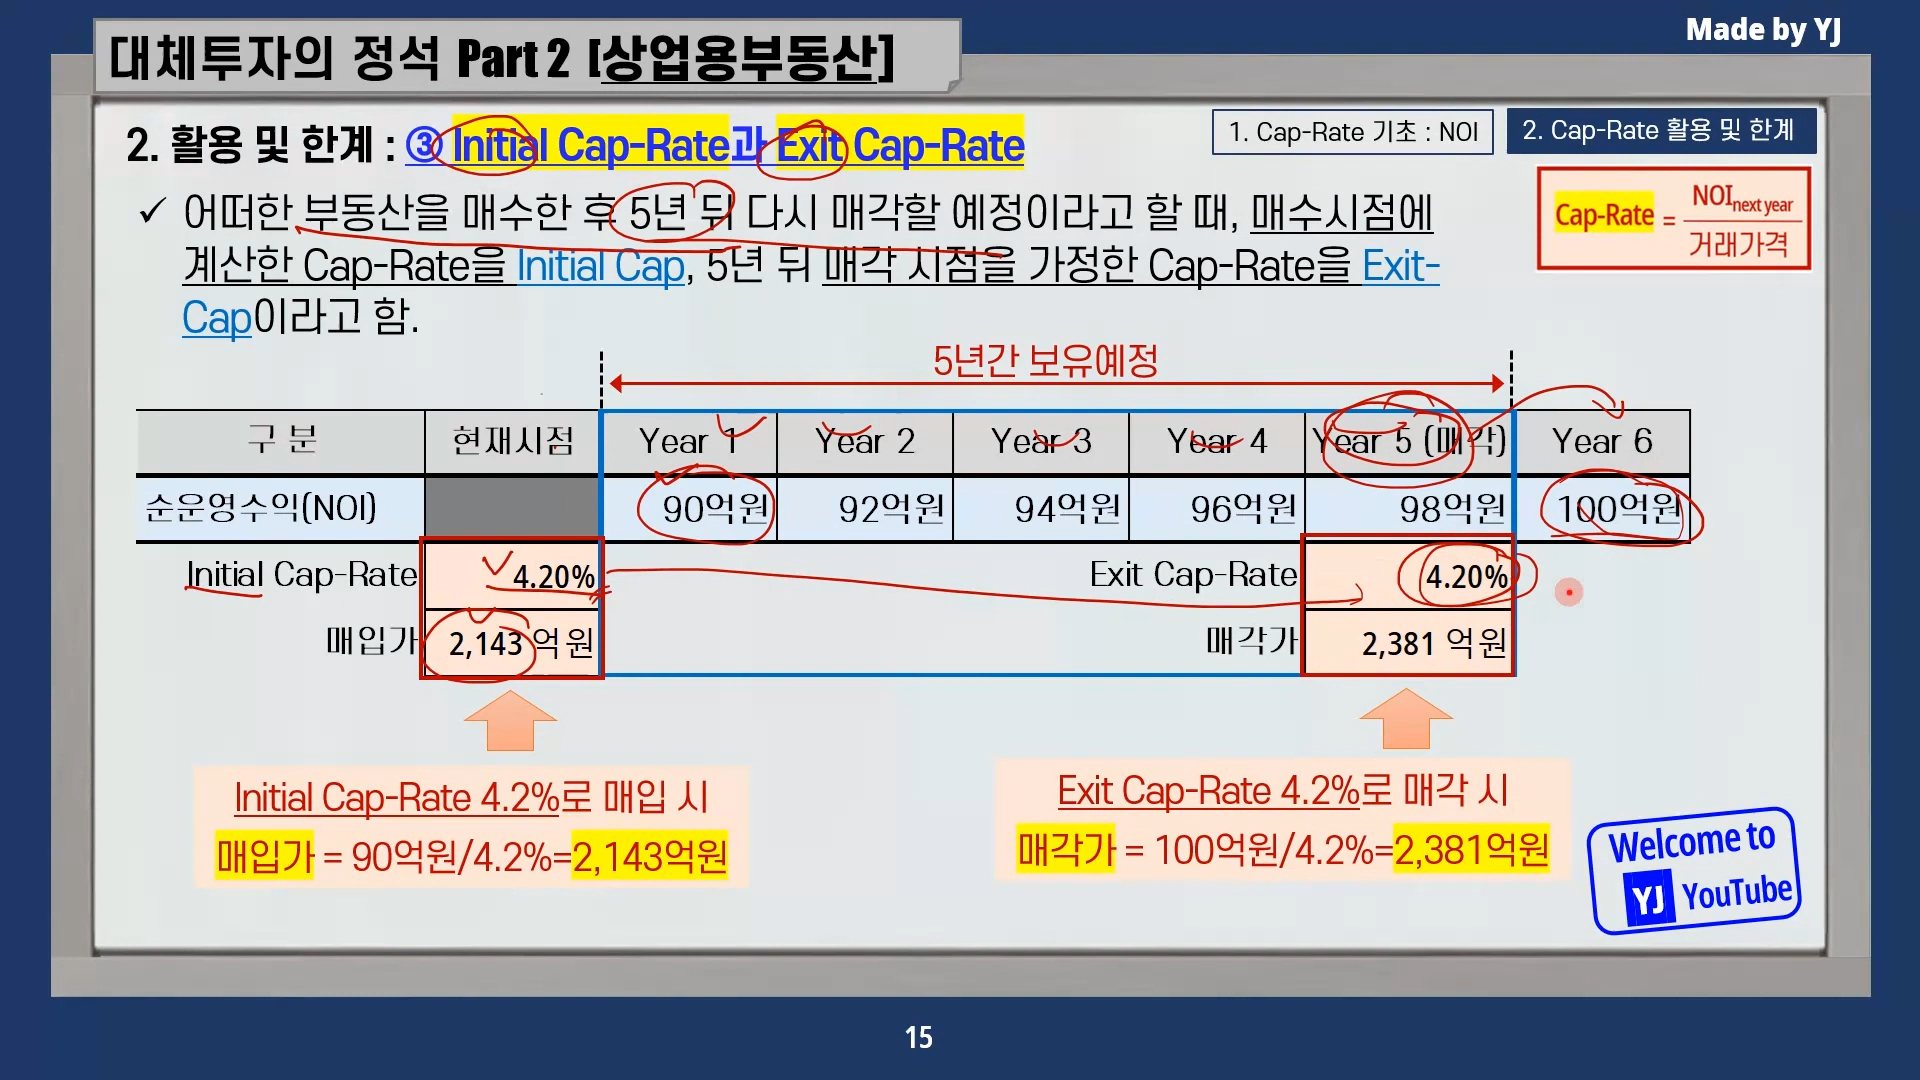 Made by YJ
대체투자의 정석 Part 2 [상업용부동산]
2. 활용 및 한계 : ③ Initial Cap-Rate과 Exit Cap-Rate
1. Cap-Rate 기초 : NOI
2. Cap-Rate 활용 및 한계
✓ 어떠한 부동산을 매수한 후 5년 뒤 다시 매각할 예정이라고 할 때, 매수시점에
계산한 Cap-Rate을 Initial Cap, 5년 뒤 매각 시점을 가정한 Cap-Rate을 Exit-
Cap이라고 함.
Cap-Rate = NOI next year / 거래가격
5년간 보유예정
구 분 현재시점 Year 1 Year 2 Year 3 Year 4 Year 5 (매각) Year 6
순운영수익(NOI) 90억원 92억원 94억원 96억원 98억원 100억원
Initial Cap-Rate 4.20% Exit Cap-Rate 4.20%
매입가 2,143 억원 매각가 2,381 억원
Initial Cap-Rate 4.2%로 매입 시
매입가 = 90억원/4.2%=2,143억원
Exit Cap-Rate 4.2%로 매각 시
매각가 = 100억원/4.2%=2,381억원
Welcome to
YJ YouTube
15